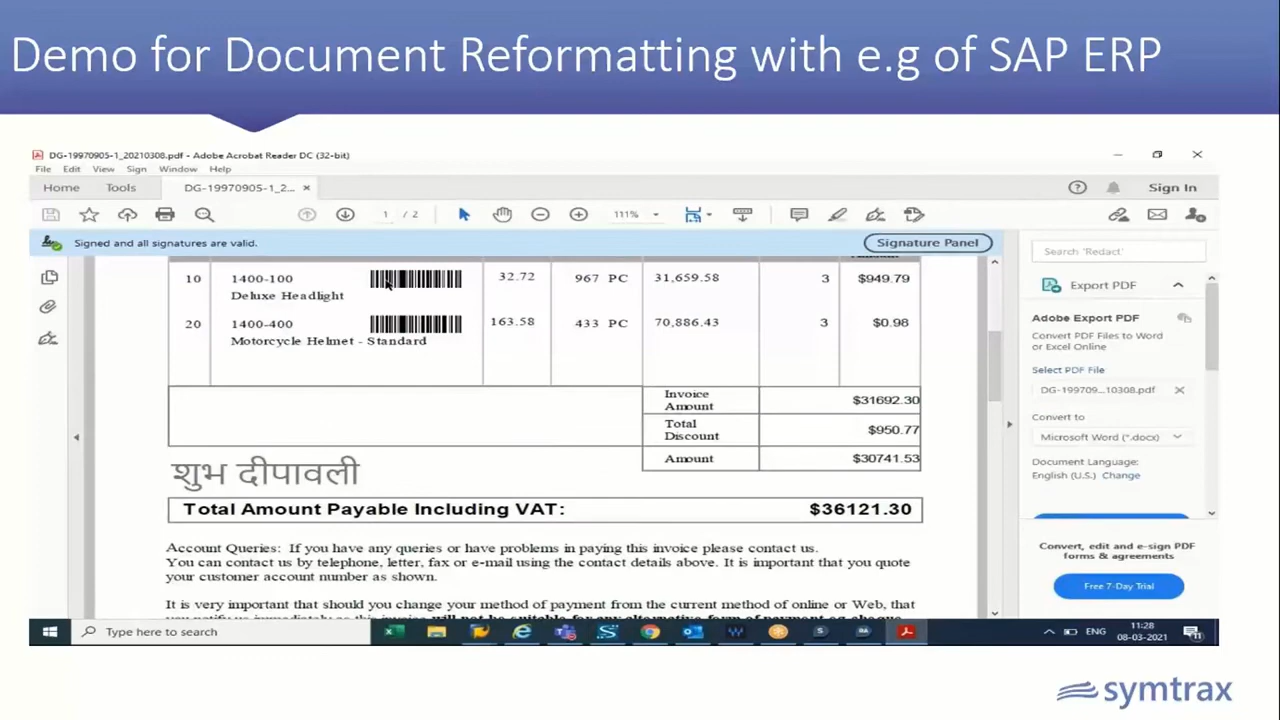 Demo for Document Reformatting with e.g of SAP ERP
DG-19970905-1_20210308.pdf - Adobe Acrobat Reader DC (32-bit)
File Edit View Sign Window Help
Home Tools DG-19970905-1_2... × Sign In
1 / 2 111%
Signed and all signatures are valid. Signature Panel
Search 'Redact'
10 1400-100 32.72 967 PC 31,659.58 3 $949.79
Deluxe Headlight
20 1400-400 163.58 433 PC 70,886.43 3 $0.98
Motorcycle Helmet - Standard
Invoice Amount $31692.30
Total Discount $950.77
Amount $30741.53
शुभ दीपावली
Total Amount Payable Including VAT: $36121.30
Account Queries: If you have any queries or have problems in paying this invoice please contact us.
You can contact us by telephone, letter, fax or e-mail using the contact details above. It is important that you quote
your customer account number as shown.
It is very important that should you change your method of payment from the current method of online or Web, that
Export PDF
Adobe Export PDF
Convert PDF Files to Word
or Excel Online
Select PDF File
DG-199709...10308.pdf ×
Convert to
Microsoft Word (*.docx)
Document Language:
English (U.S.) Change
Convert, edit and e-sign PDF
forms & agreements
Free 7-Day Trial
Type here to search
ENG 11:28
08-03-2021
symtrax